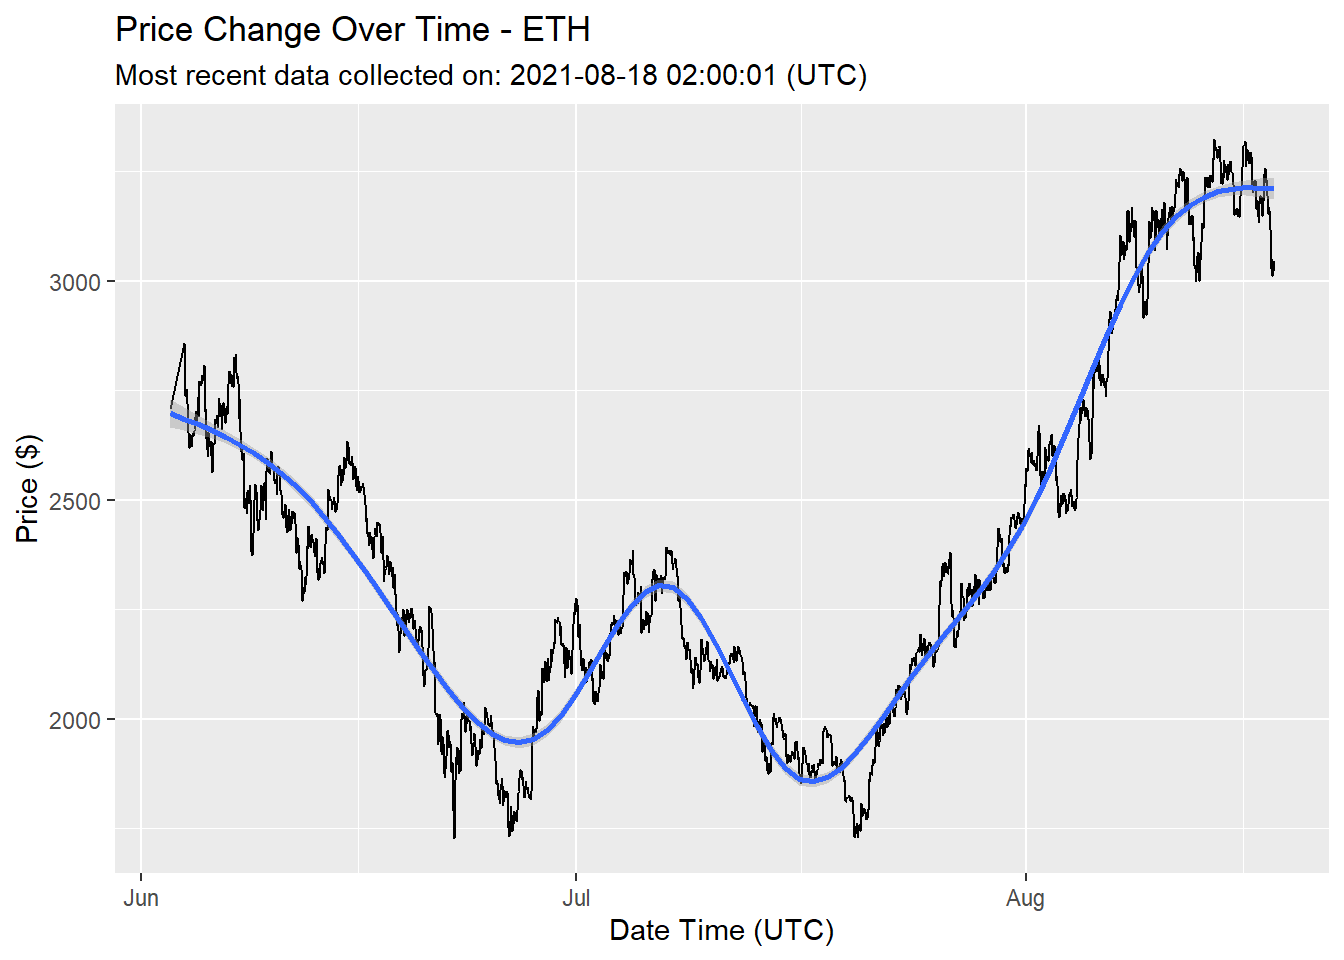 Price Change Over Time - ETH
Most recent data collected on: 2021-08-18 02:00:01 (UTC)
Price ($)
3000
2500
2000
Jun
Jul
Aug
Date Time (UTC)